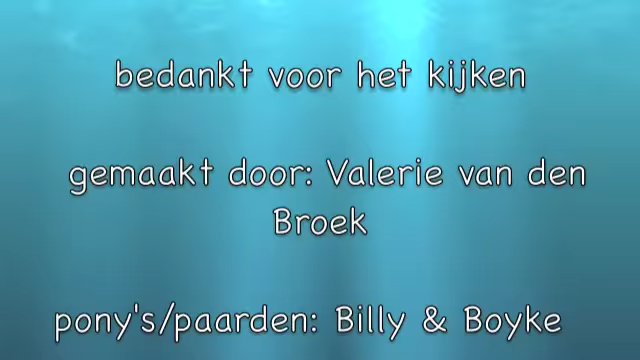 bedankt voor het kijken
gemaakt door: Valerie van den
Broek
pony's/paarden: Billy & Boyke